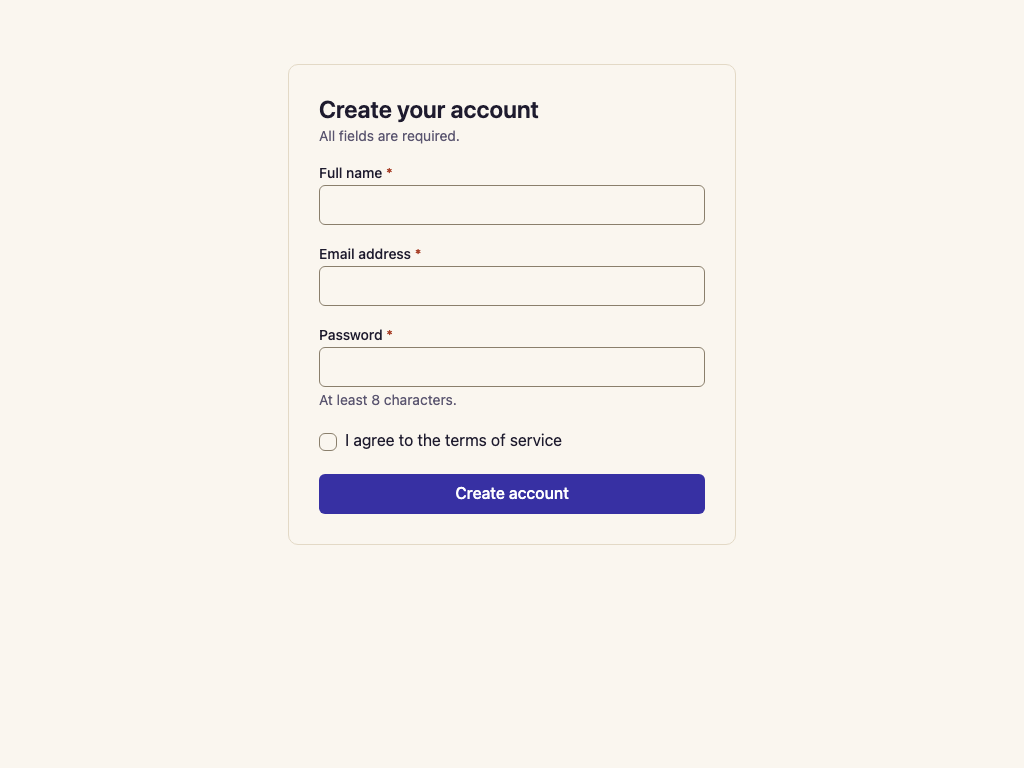 Create your account
All fields are required.
Full name *
Email address *
Password *
At least 8 characters.
I agree to the terms of service
Create account